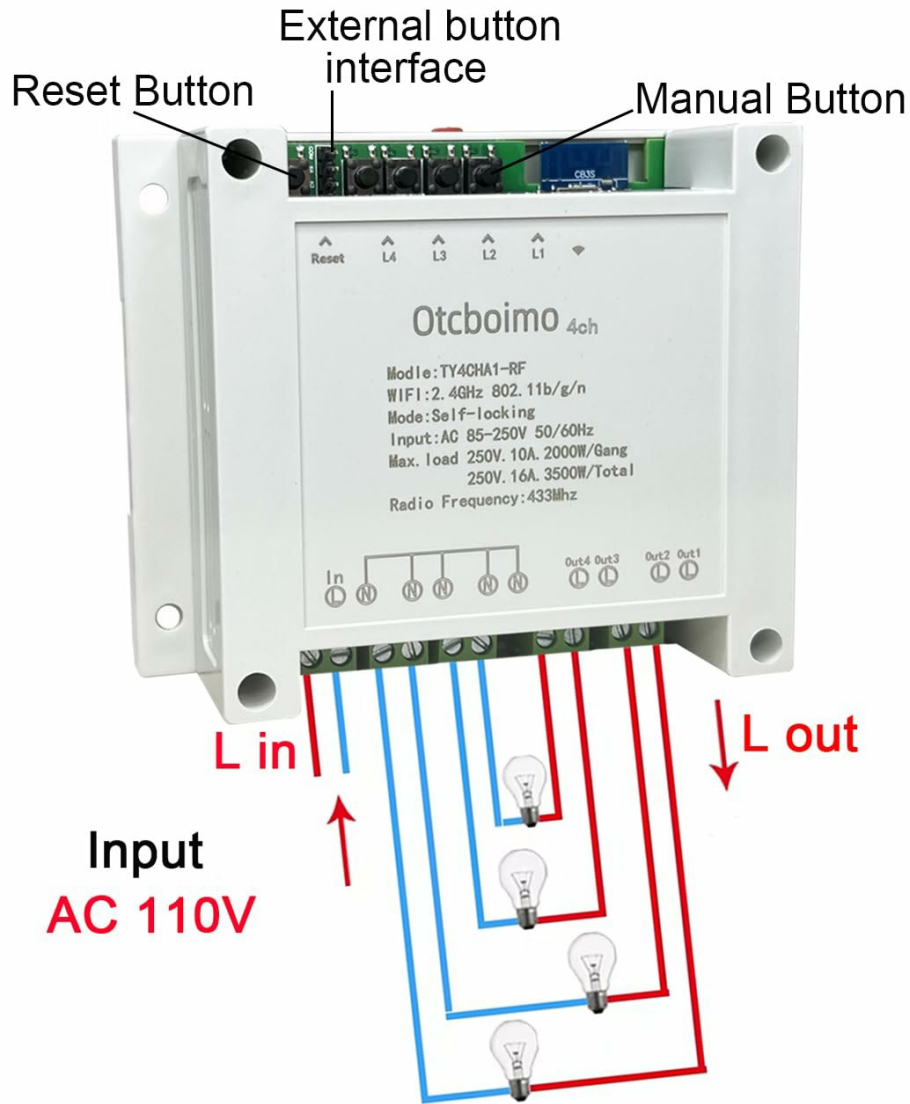 External button
interface
Reset Button
Manual Button
COM
CB3S
Reset L4 L3 L2 L1
Otcboimo 4ch
Modle:TY4CHA1-RF
WIFI:2.4GHz 802.11b/g/n
Mode:Self-locking
Input:AC 85-250V 50/60Hz
Max.load 250V.10A.2000W/Gang
250V.16A.3500W/Total
Radio Frequency:433Mhz
In Out4 Out3 Out2 Out1
L N N N N N L L L L
L in
L out
Input
AC 110V